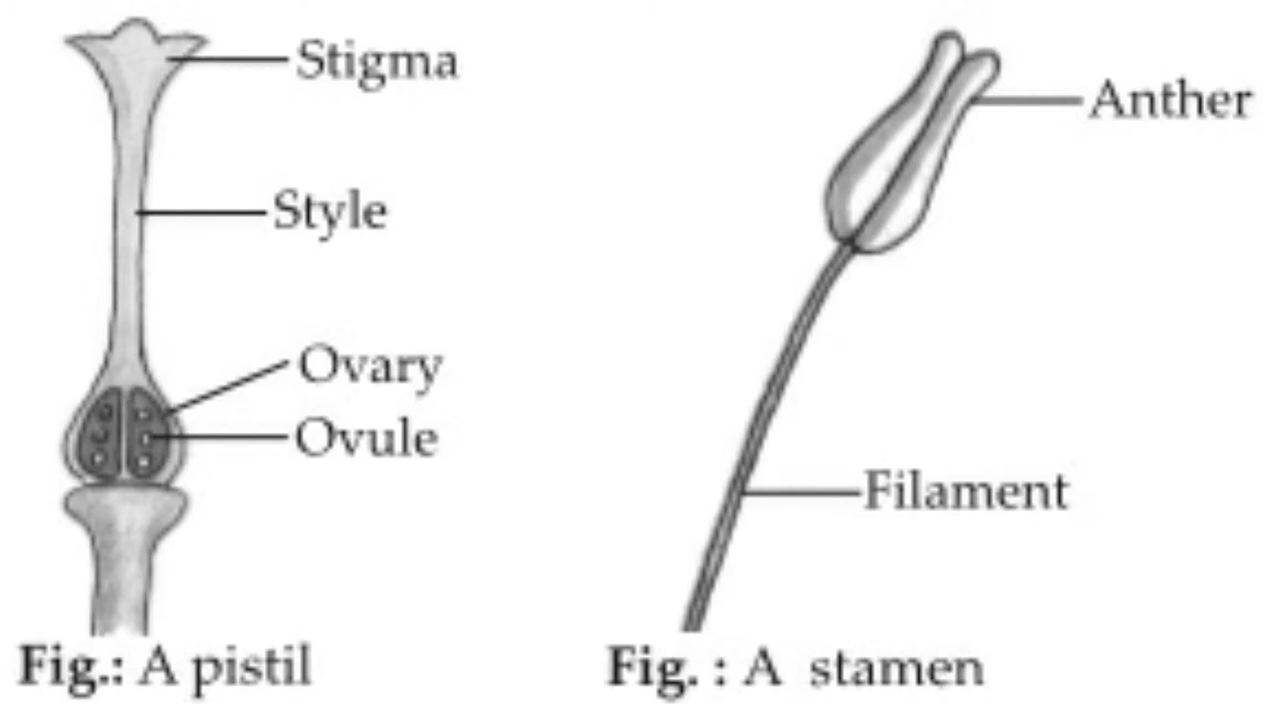 Stigma
Style
Ovary
Ovule
Fig.: A pistil
Anther
Filament
Fig. : A stamen